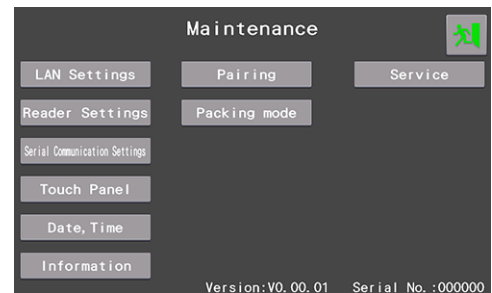 Maintenance
LAN Settings
Pairing
Service
Reader Settings
Packing mode
Serial Communication Settings
Touch Panel
Date,Time
Information
Version:V0.00.01
Serial No.:000000